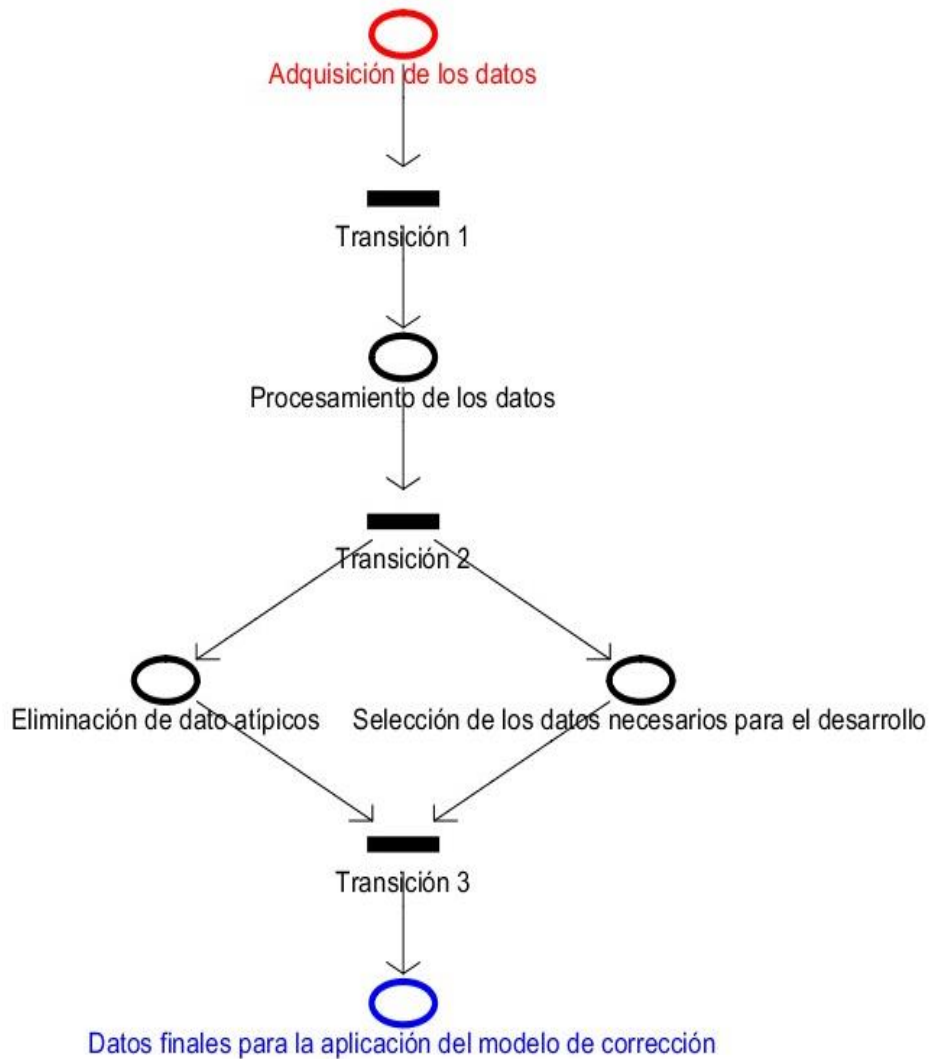 Adquisición de los datos
Transición 1
Procesamiento de los datos
Transición 2
Eliminación de dato atípicos
Selección de los datos necesarios para el desarrollo
Transición 3
Datos finales para la aplicación del modelo de corrección